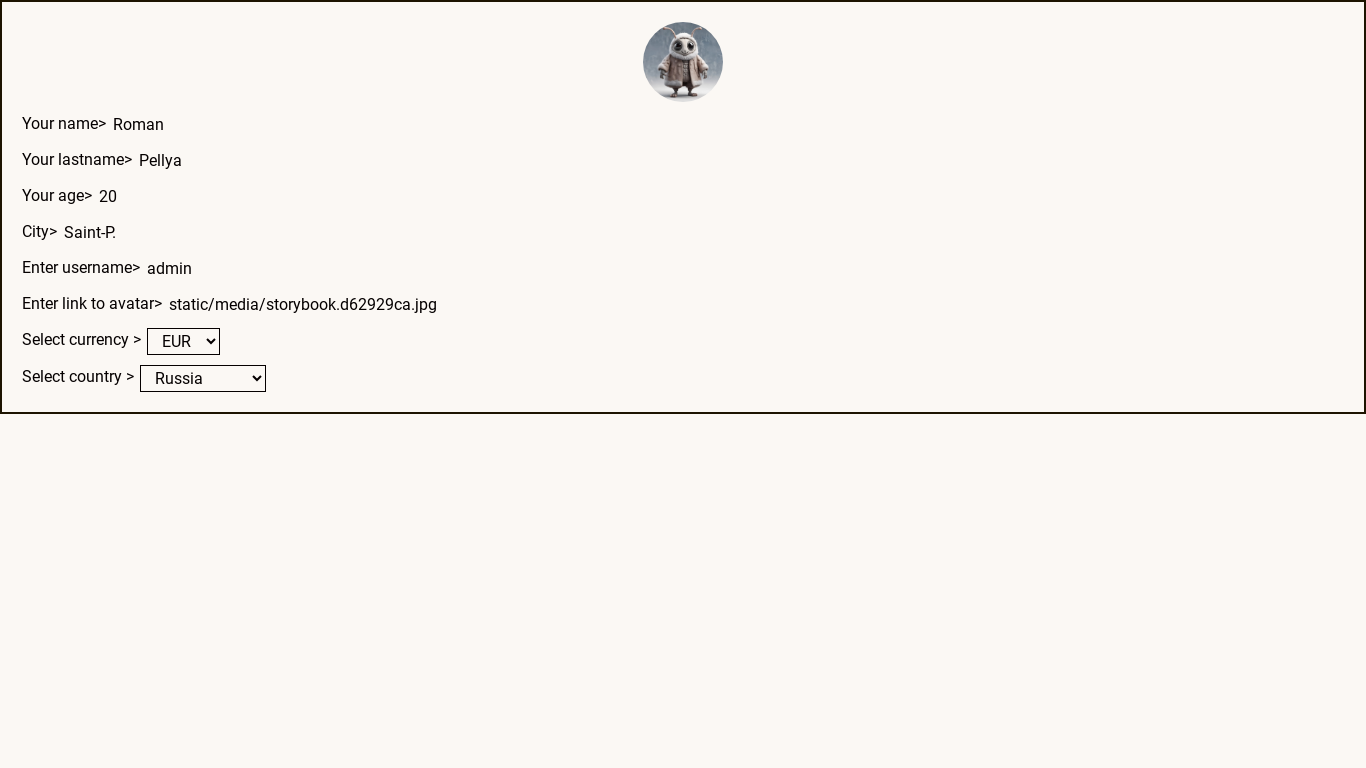 Your name> Roman
Your lastname> Pellya
Your age> 20
City> Saint-P.
Enter username> admin
Enter link to avatar> static/media/storybook.d62929ca.jpg
Select currency > EUR
Select country > Russia